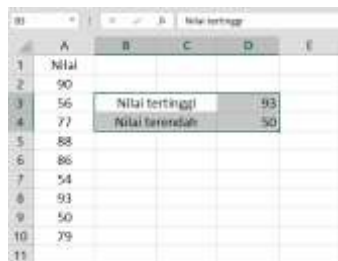 B3 Nilai tertinggi
A B C D E
1 Nilai
2 90
3 56 Nilai tertinggi 93
4 77 Nilai terendah 50
5 88
6 86
7 54
8 93
9 50
10 79
11